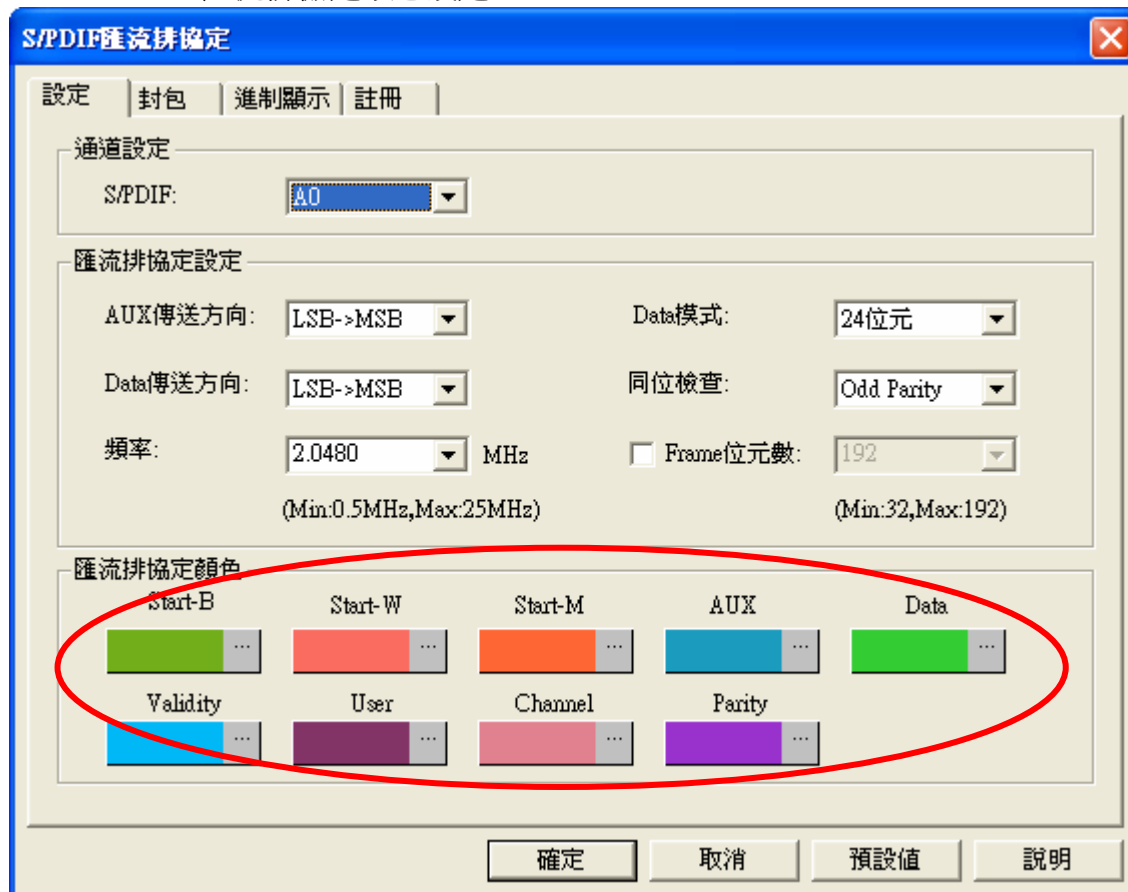 S/PDIF匯流排協定
設定 封包 進制顯示 註冊
通道設定
S/PDIF: A0
匯流排協定設定
AUX傳送方向: LSB->MSB Data模式: 24位元
Data傳送方向: LSB->MSB 同位檢查: Odd Parity
頻率: 2.0480 MHz Frame位元數: 192
(Min:0.5MHz,Max:25MHz) (Min:32,Max:192)
匯流排協定顏色
Start-B Start-W Start-M AUX Data
... ... ... ... ...
Validity User Channel Parity
... ... ... ...
確定 取消 預設值 說明